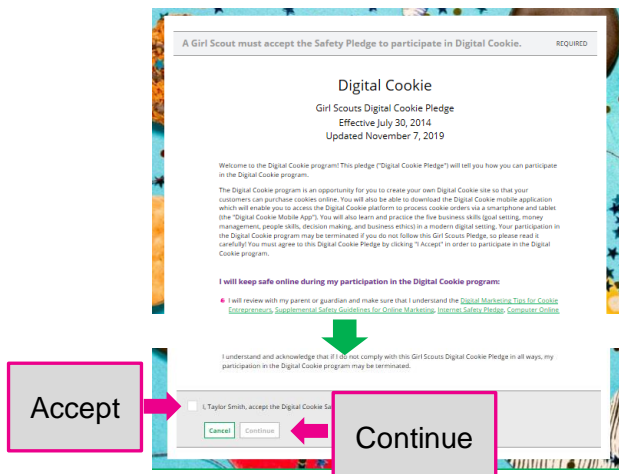 A Girl Scout must accept the Safety Pledge to participate in Digital Cookie. REQUIRED
Digital Cookie
Girl Scouts Digital Cookie Pledge
Effective July 30, 2014
Updated November 7, 2019
Welcome to the Digital Cookie program! This pledge ("Digital Cookie Pledge") will tell you how you can participate
in the Digital Cookie program.
The Digital Cookie program is an opportunity for you to create your own Digital Cookie site so that your
customers can purchase cookies online. You will also be able to download the Digital Cookie mobile application
which will enable you to access the Digital Cookie platform to process cookie orders via a smartphone and tablet
(the "Digital Cookie Mobile App"). You will also learn and practice the five business skills (goal setting, money
management, people skills, decision making, and business ethics) in a modern digital setting. Your participation in
the Digital Cookie program may be terminated if you do not follow this Girl Scouts Pledge, so please read it
carefully! You must agree to this Digital Cookie Pledge by clicking "I Accept" in order to participate in the Digital
Cookie program.
I will keep safe online during my participation in the Digital Cookie program:
I will review with my parent or guardian and make sure that I understand the Digital Marketing Tips for Cookie
Entrepreneurs, Supplemental Safety Guidelines for Online Marketing, Internet Safety Pledge, Computer Online
I understand and acknowledge that if I do not comply with this Girl Scouts Digital Cookie Pledge in all ways, my
participation in the Digital Cookie program may be terminated.
Accept
I, Taylor Smith, accept the Digital Cookie Sa
Cancel Continue
Continue